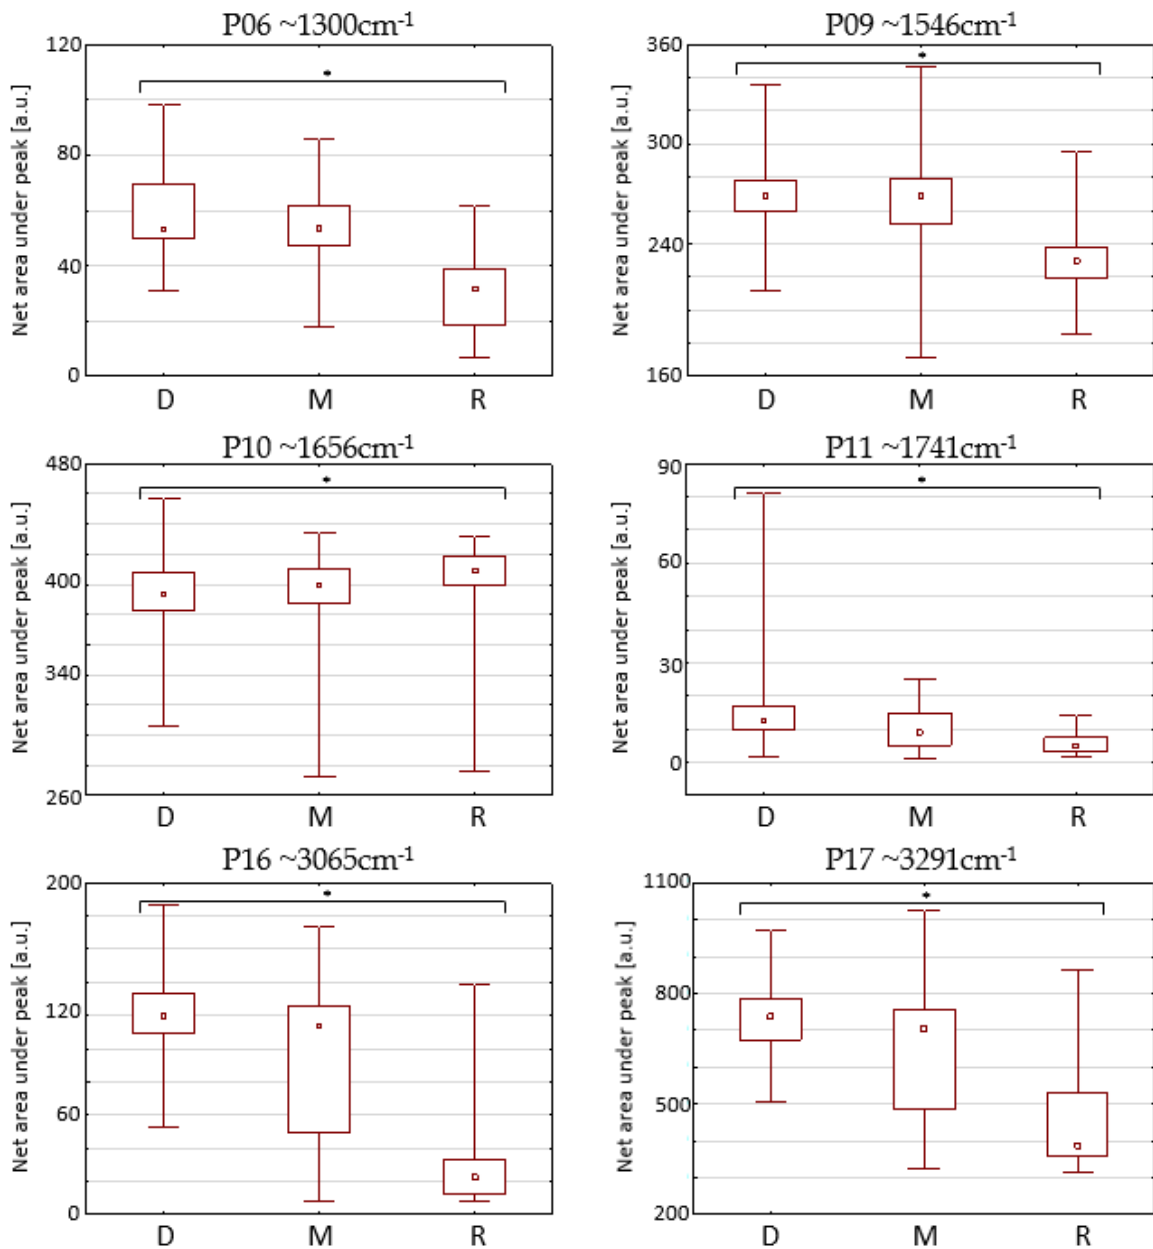 P06 ~1300cm⁻¹
Net area under peak [a.u.]
120
80
40
0
*
D M R
P09 ~1546cm⁻¹
Net area under peak [a.u.]
360
300
240
160
*
D M R
P10 ~1656cm⁻¹
Net area under peak [a.u.]
480
400
340
260
*
D M R
P11 ~1741cm⁻¹
Net area under peak [a.u.]
90
60
30
0
*
D M R
P16 ~3065cm⁻¹
Net area under peak [a.u.]
200
120
60
0
*
D M R
P17 ~3291cm⁻¹
Net area under peak [a.u.]
1100
800
500
200
*
D M R